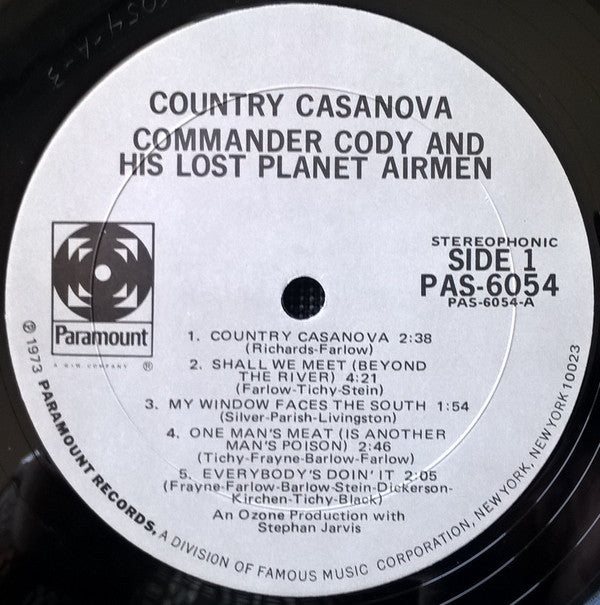 COUNTRY CASANOVA
COMMANDER CODY AND
HIS LOST PLANET AIRMEN
Paramount
A G+W COMPANY ®
STEREOPHONIC
SIDE 1
PAS-6054
PAS-6054-A
1. COUNTRY CASANOVA 2:38
(Richards-Farlow)
2. SHALL WE MEET (BEYOND
THE RIVER) 4:21
(Farlow-Tichy-Stein)
3. MY WINDOW FACES THE SOUTH 1:54
(Silver-Parish-Livingston)
4. ONE MAN'S MEAT (IS ANOTHER
MAN'S POISON) 2:46
(Tichy-Frayne-Barlow-Farlow)
5. EVERYBODY'S DOIN' IT 2:05
(Frayne-Farlow-Barlow-Stein-Dickerson-
Kirchen-Tichy-Black)
An Ozone Production with
Stephan Jarvis
℗ 1973 PARAMOUNT RECORDS, A DIVISION OF FAMOUS MUSIC CORPORATION, NEW YORK, NEW YORK 10023